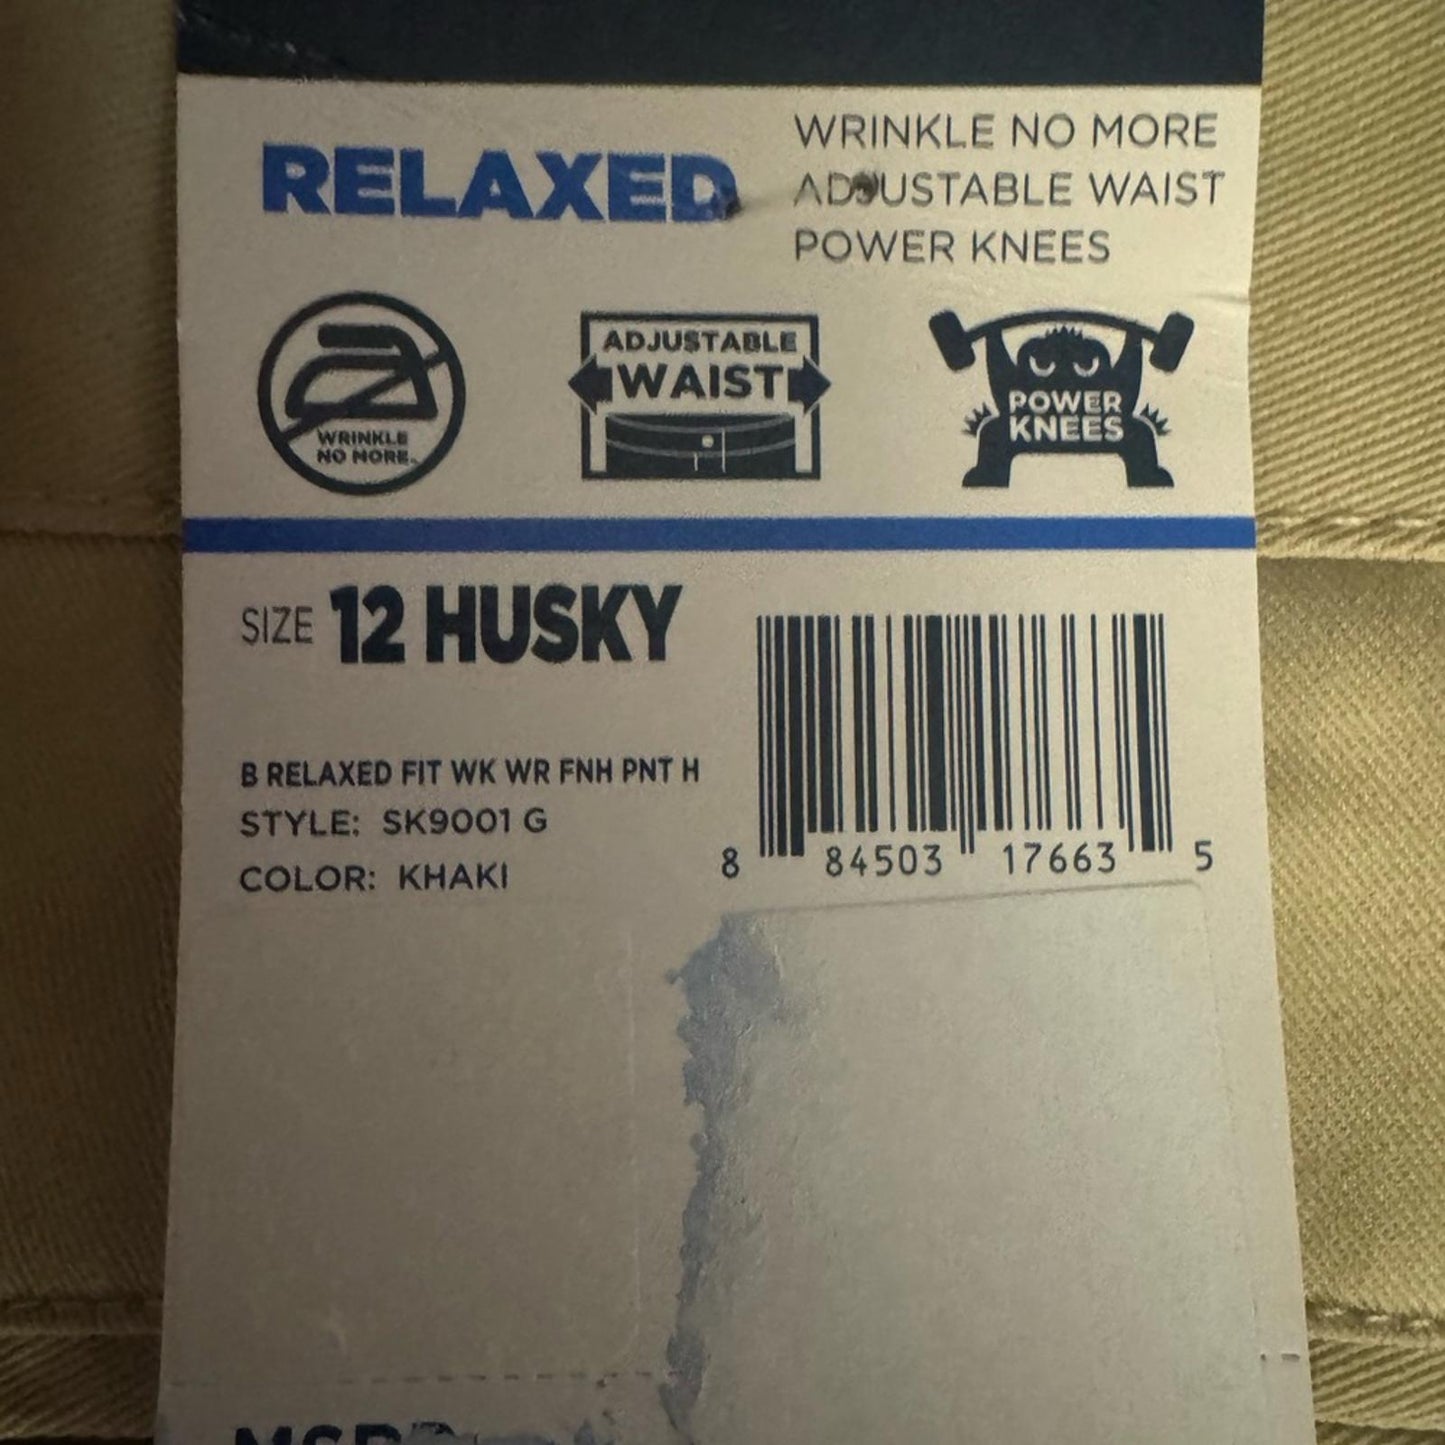 RELAXED
WRINKLE NO MORE
ADJUSTABLE WAIST
POWER KNEES
WRINKLE
NO MORE™
ADJUSTABLE
WAIST
POWER
KNEES
SIZE 12 HUSKY
B RELAXED FIT WK WR FNH PNT H
STYLE: SK9001 G
COLOR: KHAKI
8 84503 17663 5